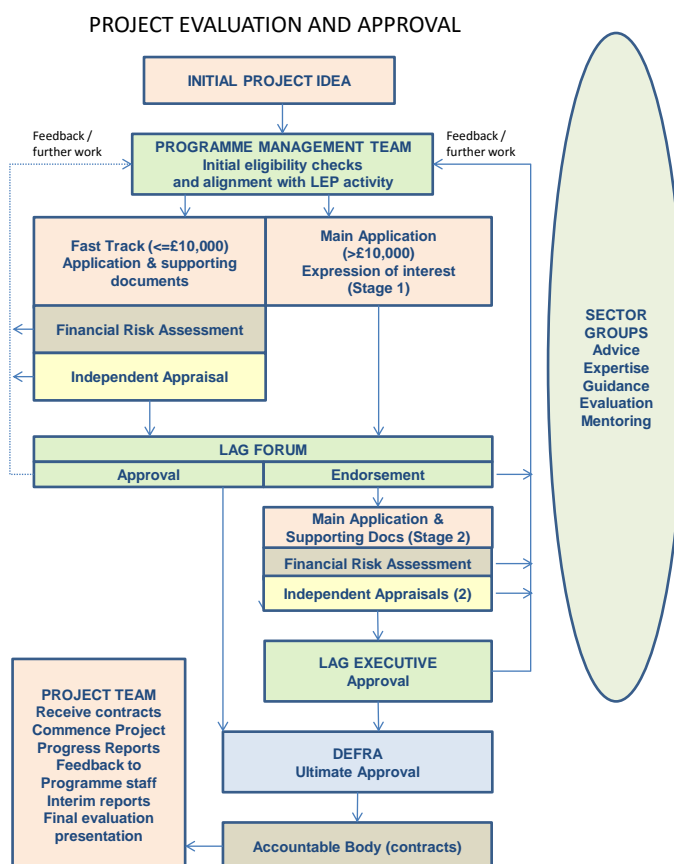 PROJECT EVALUATION AND APPROVAL
INITIAL PROJECT IDEA
Feedback /
further work
PROGRAMME MANAGEMENT TEAM
Initial eligibility checks
and alignment with LEP activity
Feedback /
further work
Fast Track (<=£10,000)
Application & supporting
documents
Main Application
(>£10,000)
Expression of interest
(Stage 1)
Financial Risk Assessment
Independent Appraisal
SECTOR
GROUPS
Advice
Expertise
Guidance
Evaluation
Mentoring
LAG FORUM
Approval
Endorsement
Main Application &
Supporting Docs (Stage 2)
Financial Risk Assessment
Independent Appraisals (2)
LAG EXECUTIVE
Approval
PROJECT TEAM
Receive contracts
Commence Project
Progress Reports
Feedback to
Programme staff
Interim reports
Final evaluation
presentation
DEFRA
Ultimate Approval
Accountable Body (contracts)